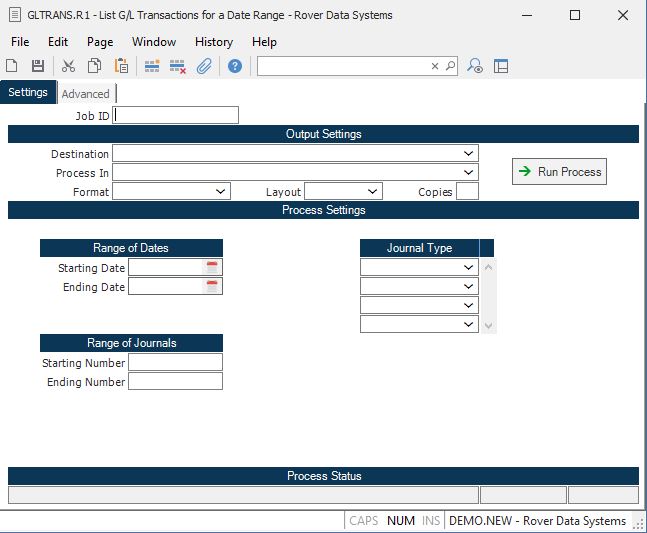 GLTRANS.R1 - List G/L Transactions for a Date Range - Rover Data Systems
File Edit Page Window History Help
Settings Advanced
Job ID
Output Settings
Destination
Process In
Run Process
Format Layout Copies
Process Settings
Range of Dates Journal Type
Starting Date
Ending Date
Range of Journals
Starting Number
Ending Number
Process Status
CAPS NUM INS DEMO.NEW - Rover Data Systems